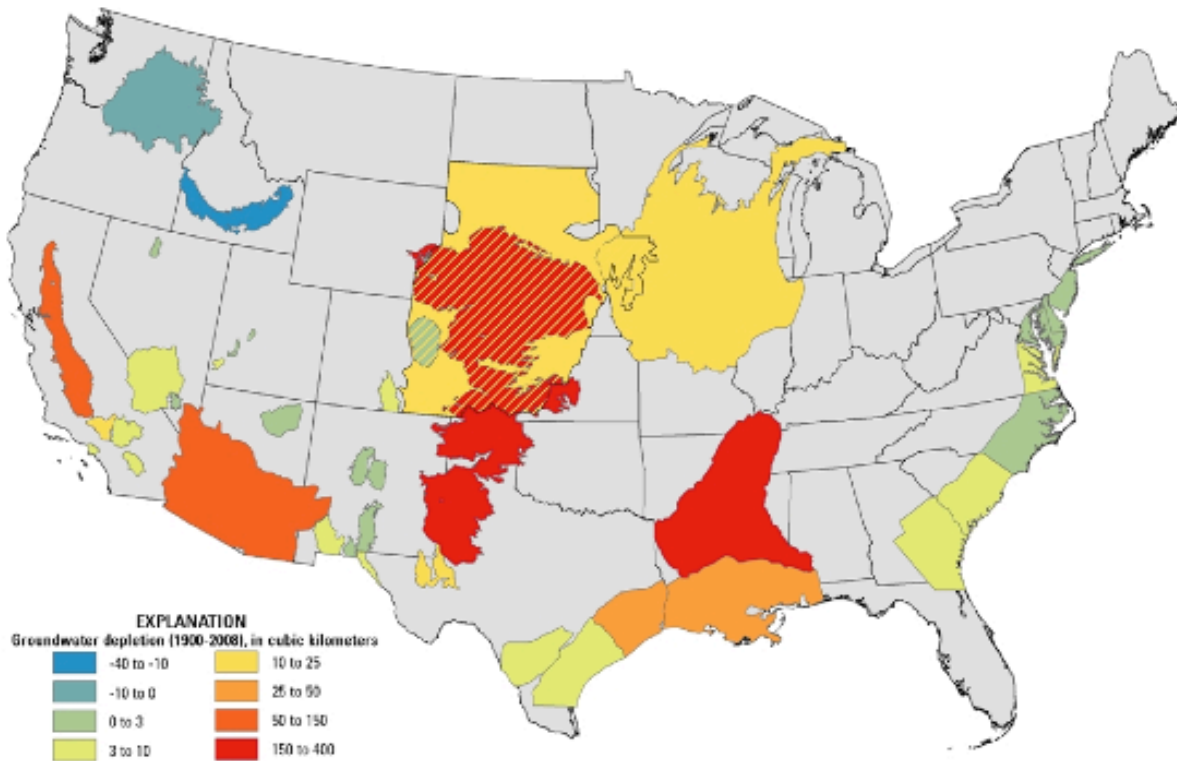 EXPLANATION
Groundwater depletion (1900-2008), in cubic kilometers
-40 to -10
-10 to 0
0 to 3
3 to 10
10 to 25
25 to 50
50 to 150
150 to 400